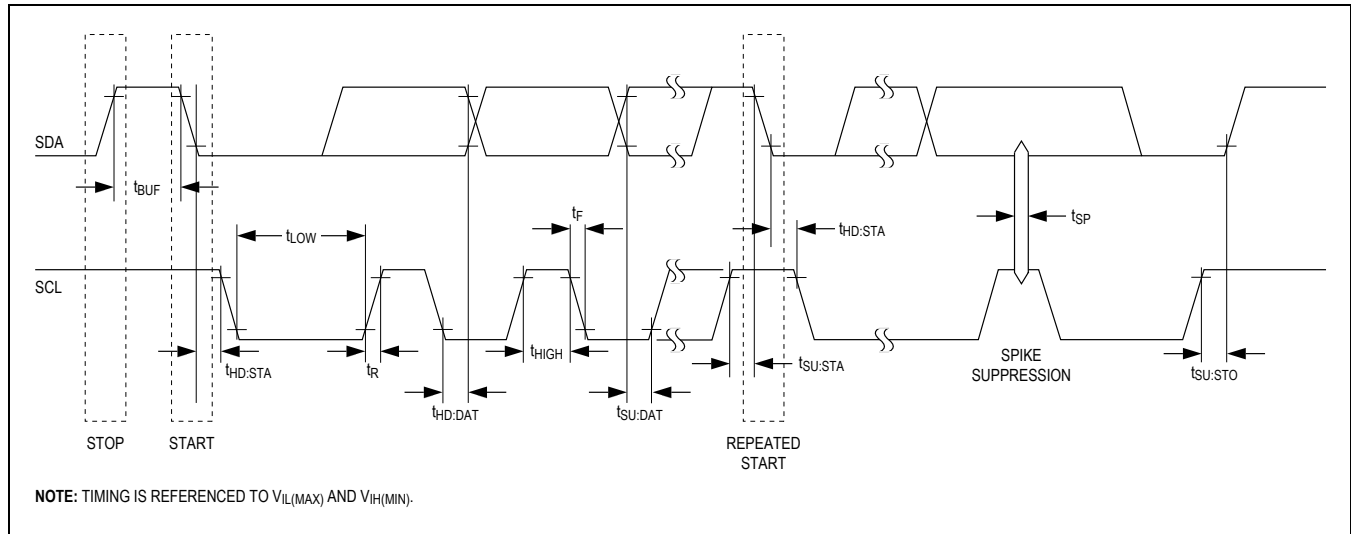 SDA
tBUF
tLOW
tF
tHD:STA
tSP
SCL
tHD:STA
tR
tHIGH
tHD:DAT
tSU:DAT
tSU:STA
SPIKE
SUPPRESSION
tSU:STO
STOP
START
REPEATED
START
NOTE: TIMING IS REFERENCED TO VIL(MAX) AND VIH(MIN).